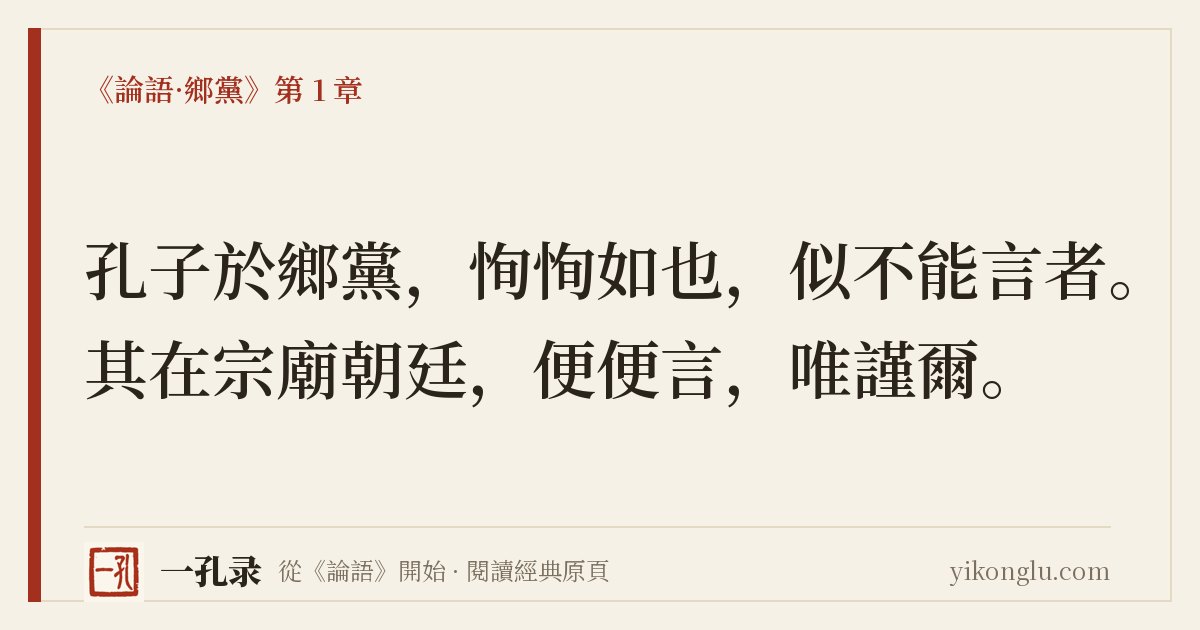 《論語·鄉黨》第 1 章
孔子於鄉黨，恂恂如也，似不能言者。
其在宗廟朝廷，便便言，唯謹爾。
一孔
一孔录 從《論語》開始 · 閱讀經典原頁 yikonglu.com